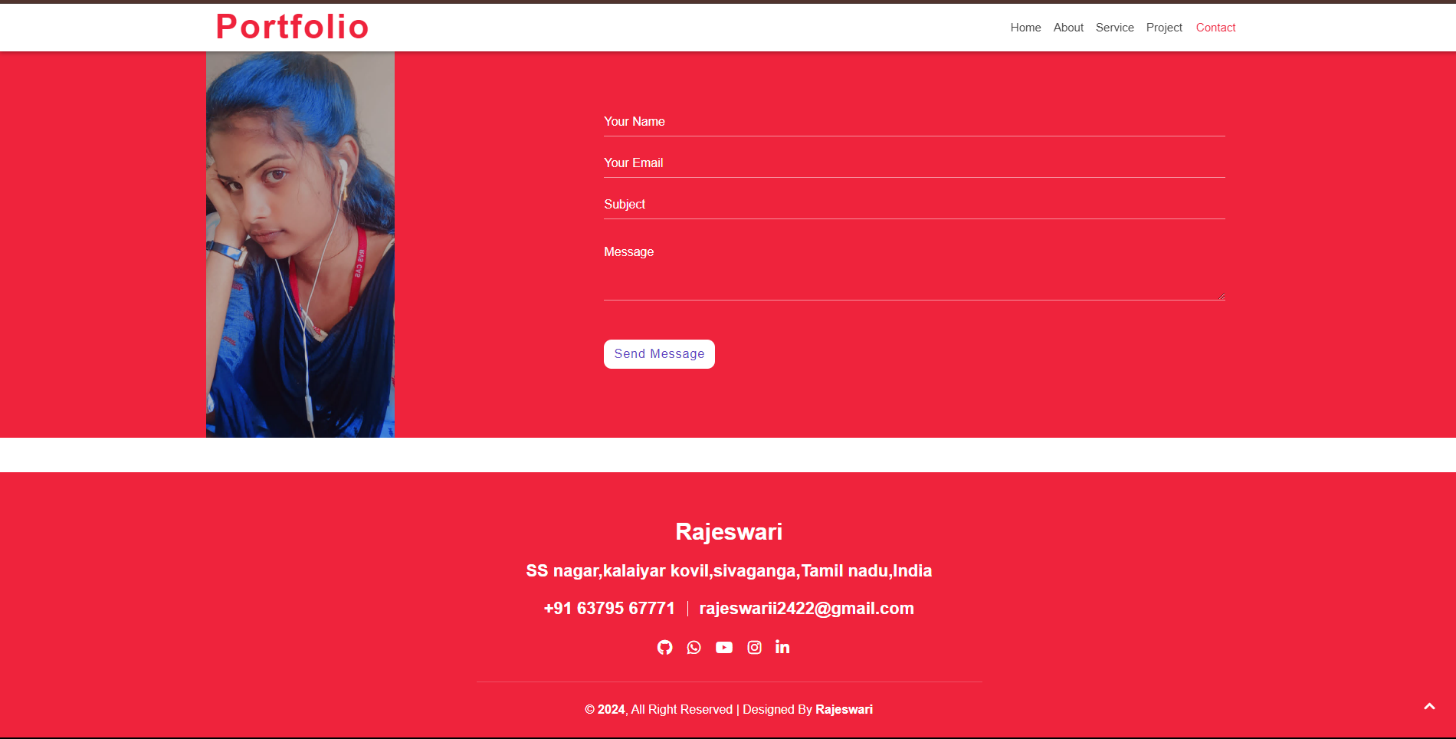 Portfolio
Home About Service Project Contact
Your Name
Your Email
Subject
Message
Send Message
Rajeswari
SS nagar,kalaiyar kovil,sivaganga,Tamil nadu,India
+91 63795 67771 | rajeswarii2422@gmail.com
© 2024, All Right Reserved | Designed By Rajeswari